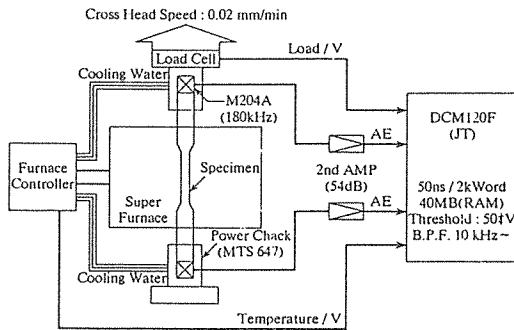 Cross Head Speed : 0.02 mm/min
Load Cell
Load / V
Cooling Water
M204A
(180kHz)
DCM120F
(JT)
AE
Furnace
Controller
Specimen
2nd AMP
(54dB)
50ns / 2kWord
40MB(RAM)
Threshold : 50‡V
B.P.F. 10 kHz~
Super
Furnace
AE
Power Chack
(MTS 647)
Cooling Water
Temperature / V